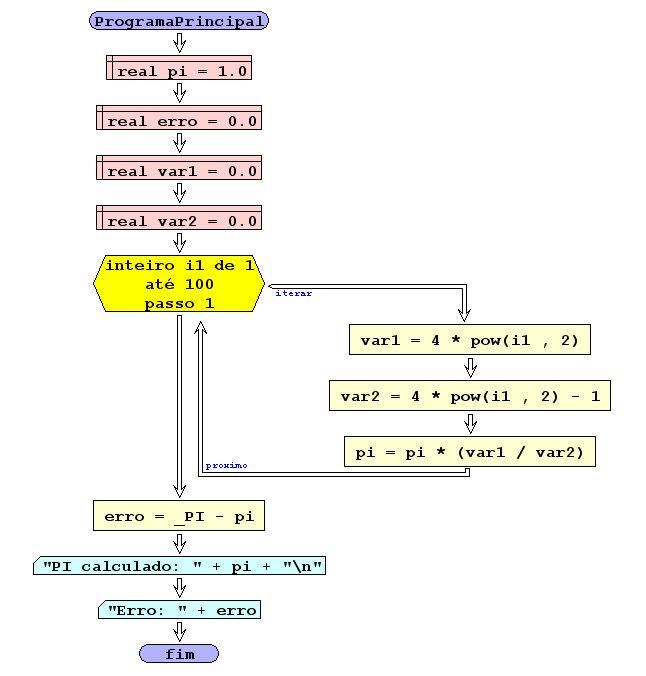 ProgramaPrincipal
real pi = 1.0
real erro = 0.0
real var1 = 0.0
real var2 = 0.0
inteiro i1 de 1
até 100
passo 1
iterar
var1 = 4 * pow(i1 , 2)
var2 = 4 * pow(i1 , 2) - 1
pi = pi * (var1 / var2)
proximo
erro = _PI - pi
"PI calculado: " + pi + "\n"
"Erro: " + erro
fim